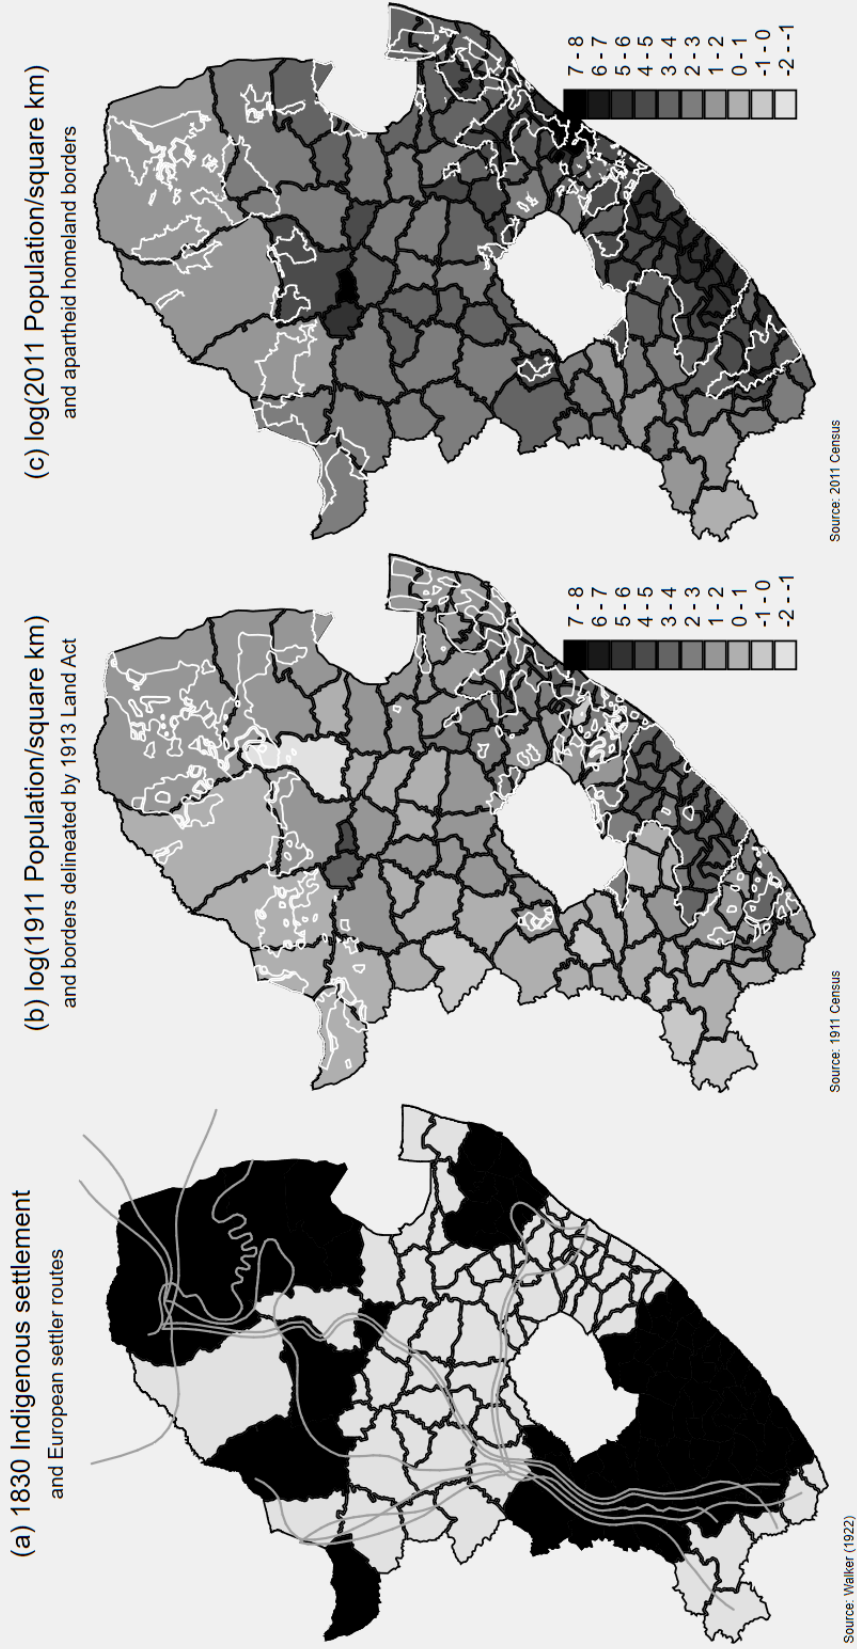 (a) 1830 Indigenous settlement
and European settler routes
Source: Walker (1922)
(b) log(1911 Population/square km)
and borders delineated by 1913 Land Act
7 - 8
6 - 7
5 - 6
4 - 5
3 - 4
2 - 3
1 - 2
0 - 1
-1 - 0
-2 - -1
Source: 1911 Census
(c) log(2011 Population/square km)
and apartheid homeland borders
7 - 8
6 - 7
5 - 6
4 - 5
3 - 4
2 - 3
1 - 2
0 - 1
-1 - 0
-2 - -1
Source: 2011 Census